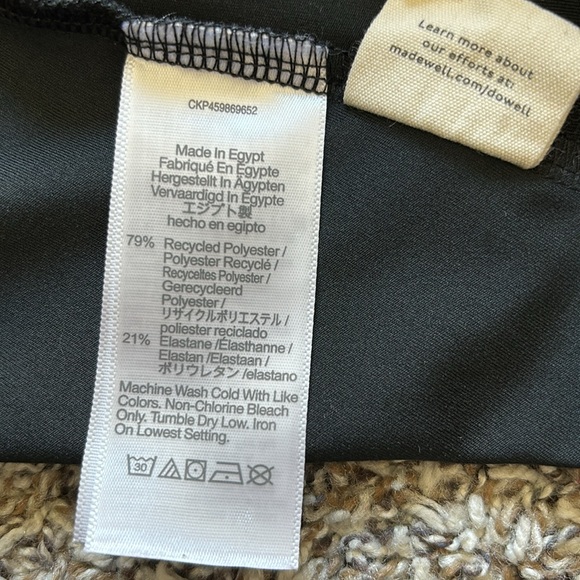 Learn more about
our efforts at:
madewell.com/dowell
CKP459869652
Made In Egypt
Fabriqué En Égypte
Hergestellt In Ägypten
Vervaardigd In Egypte
エジプト製
hecho en egipto
79% Recycled Polyester /
Polyester Recyclé /
Recyceltes Polyester /
Gerecycleerd
Polyester /
リサイクルポリエステル /
poliester reciclado
21% Elastane /Élasthanne /
Elastan /Elastaan /
ポリウレタン /elastano
Machine Wash Cold With Like
Colors. Non-Chlorine Bleach
Only. Tumble Dry Low. Iron
On Lowest Setting.
30